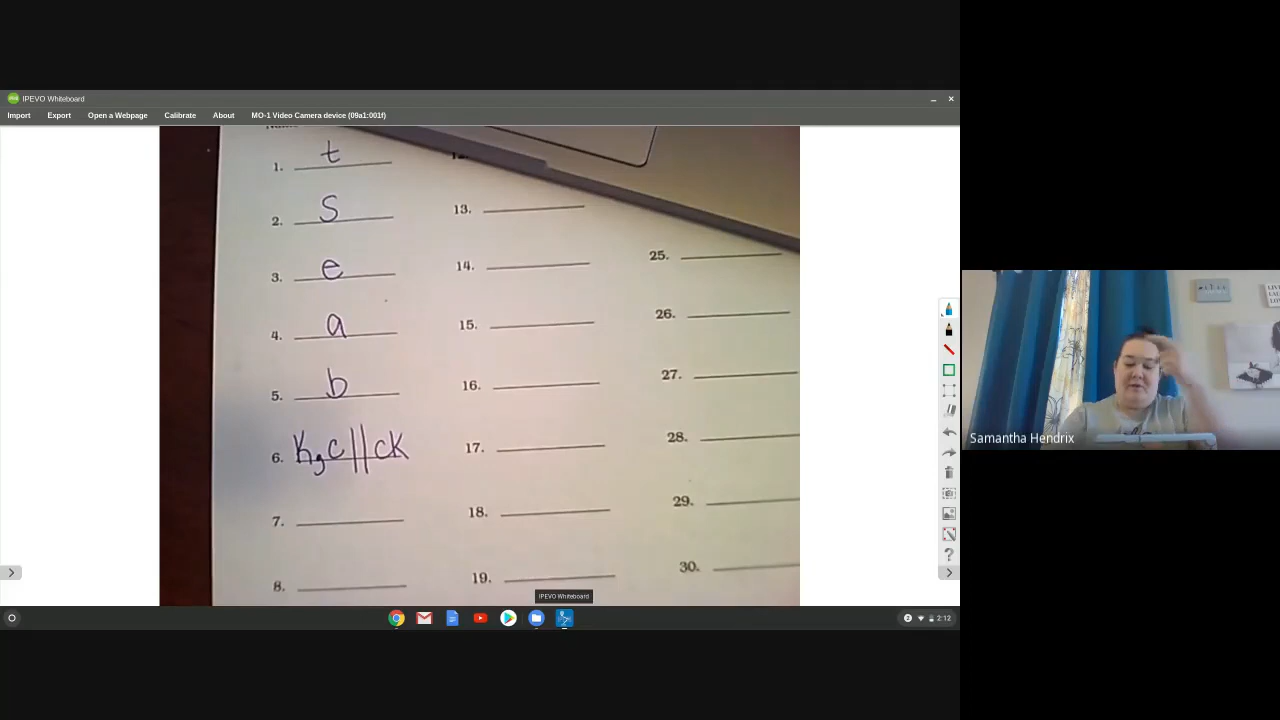 IPEVO Whiteboard
Import Export Open a Webpage Calibrate About MO-1 Video Camera device (09a1:001f)
1. t
2. s
3. e
4. a
5. b
6. K,C||CK
7.
8.
13.
14.
15.
16.
17.
18.
19.
25.
26.
27.
28.
29.
30.
IPEVO Whiteboard
2:12
Samantha Hendrix